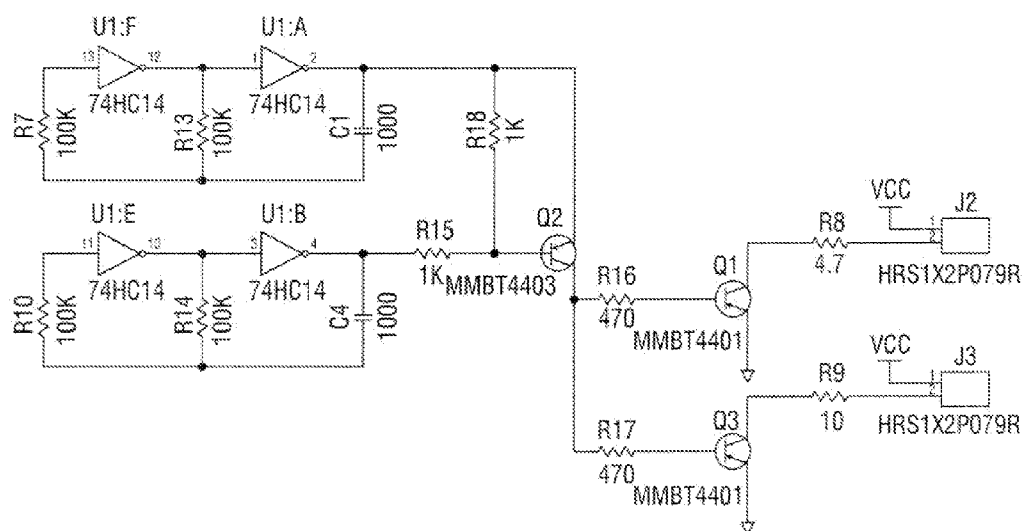 U1:F
U1:A
13
12
1
2
74HC14
74HC14
R7
100K
R13
100K
C1
1000
R18
1K
U1:E
U1:B
11
10
3
4
74HC14
74HC14
R10
100K
R14
100K
C4
1000
R15
1K
Q2
MMBT4403
R16
470
Q1
MMBT4401
R8
4.7
VCC
J2
1
2
HRS1X2P079R
R17
470
Q3
MMBT4401
R9
10
VCC
J3
1
2
HRS1X2P079R